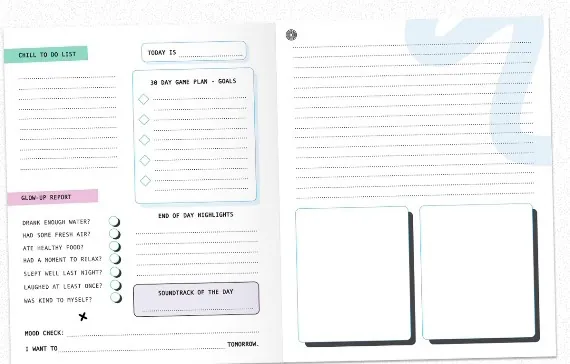 CHILL TO DO LIST
TODAY IS
30 DAY GAME PLAN - GOALS
GLOW-UP REPORT
DRANK ENOUGH WATER?
HAD SOME FRESH AIR?
ATE HEALTHY FOOD?
HAD A MOMENT TO RELAX?
SLEPT WELL LAST NIGHT?
LAUGHED AT LEAST ONCE?
WAS KIND TO MYSELF?
END OF DAY HIGHLIGHTS
SOUNDTRACK OF THE DAY
MOOD CHECK:
I WANT TO TOMORROW.